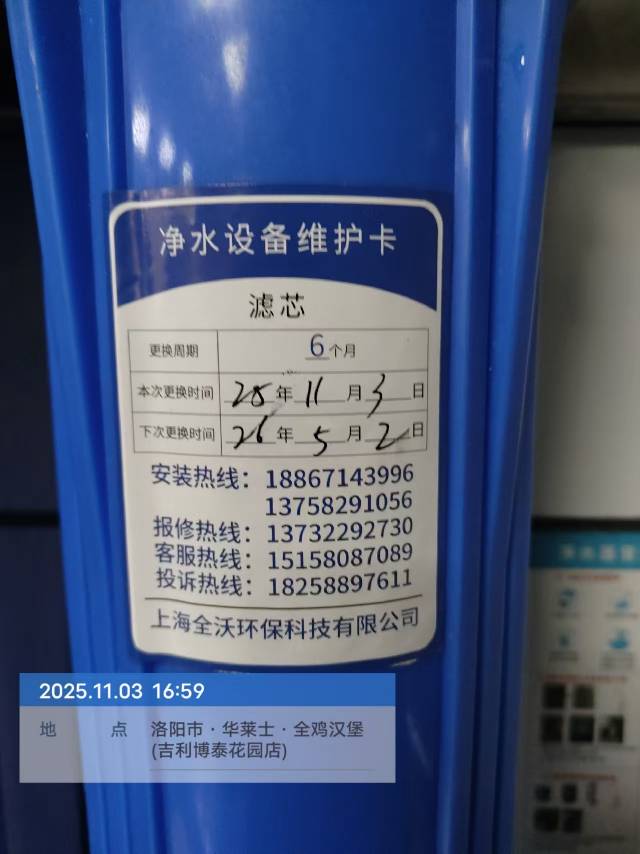 净水设备维护卡
滤芯
更换周期 6个月
本次更换时间 25年11月3日
下次更换时间 26年5月2日
安装热线：18867143996
13758291056
报修热线：13732292730
客服热线：15158087089
投诉热线：18258897611
上海全沃环保科技有限公司
2025.11.03 16:59
地 点 洛阳市·华莱士·全鸡汉堡
(吉利博泰花园店)